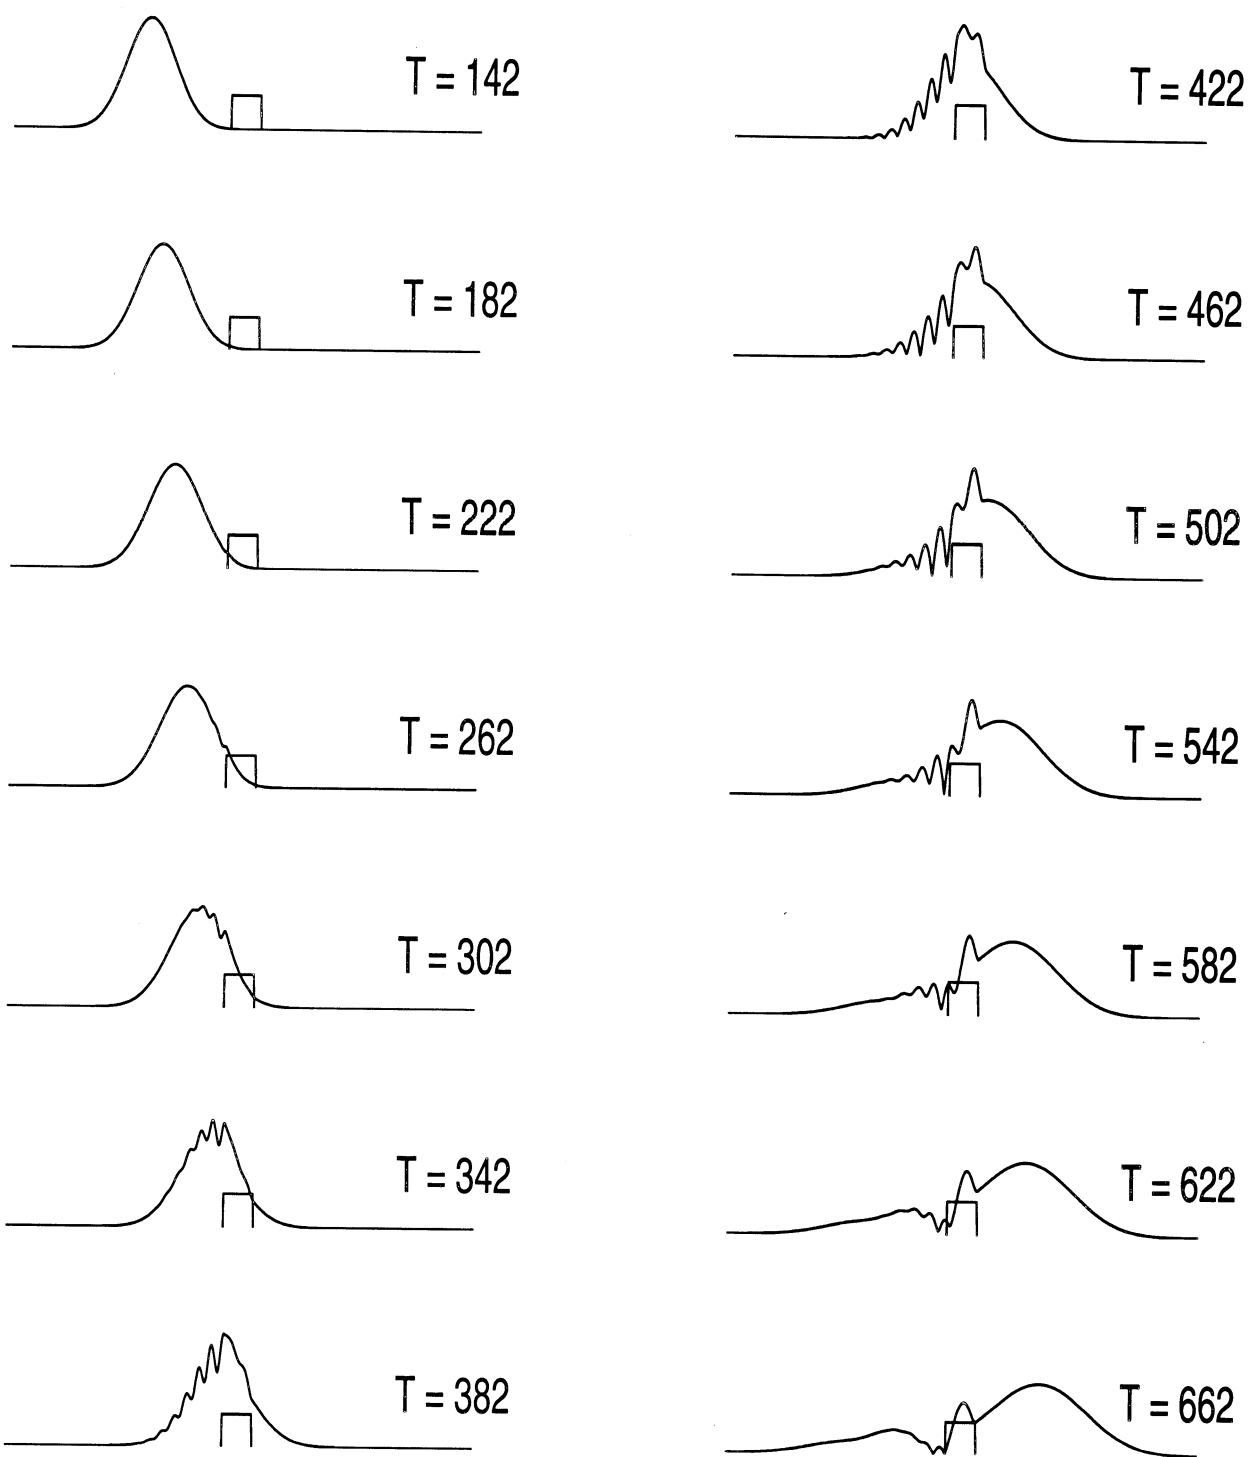 T = 142
T = 182
T = 222
T = 262
T = 302
T = 342
T = 382
T = 422
T = 462
T = 502
T = 542
T = 582
T = 622
T = 662